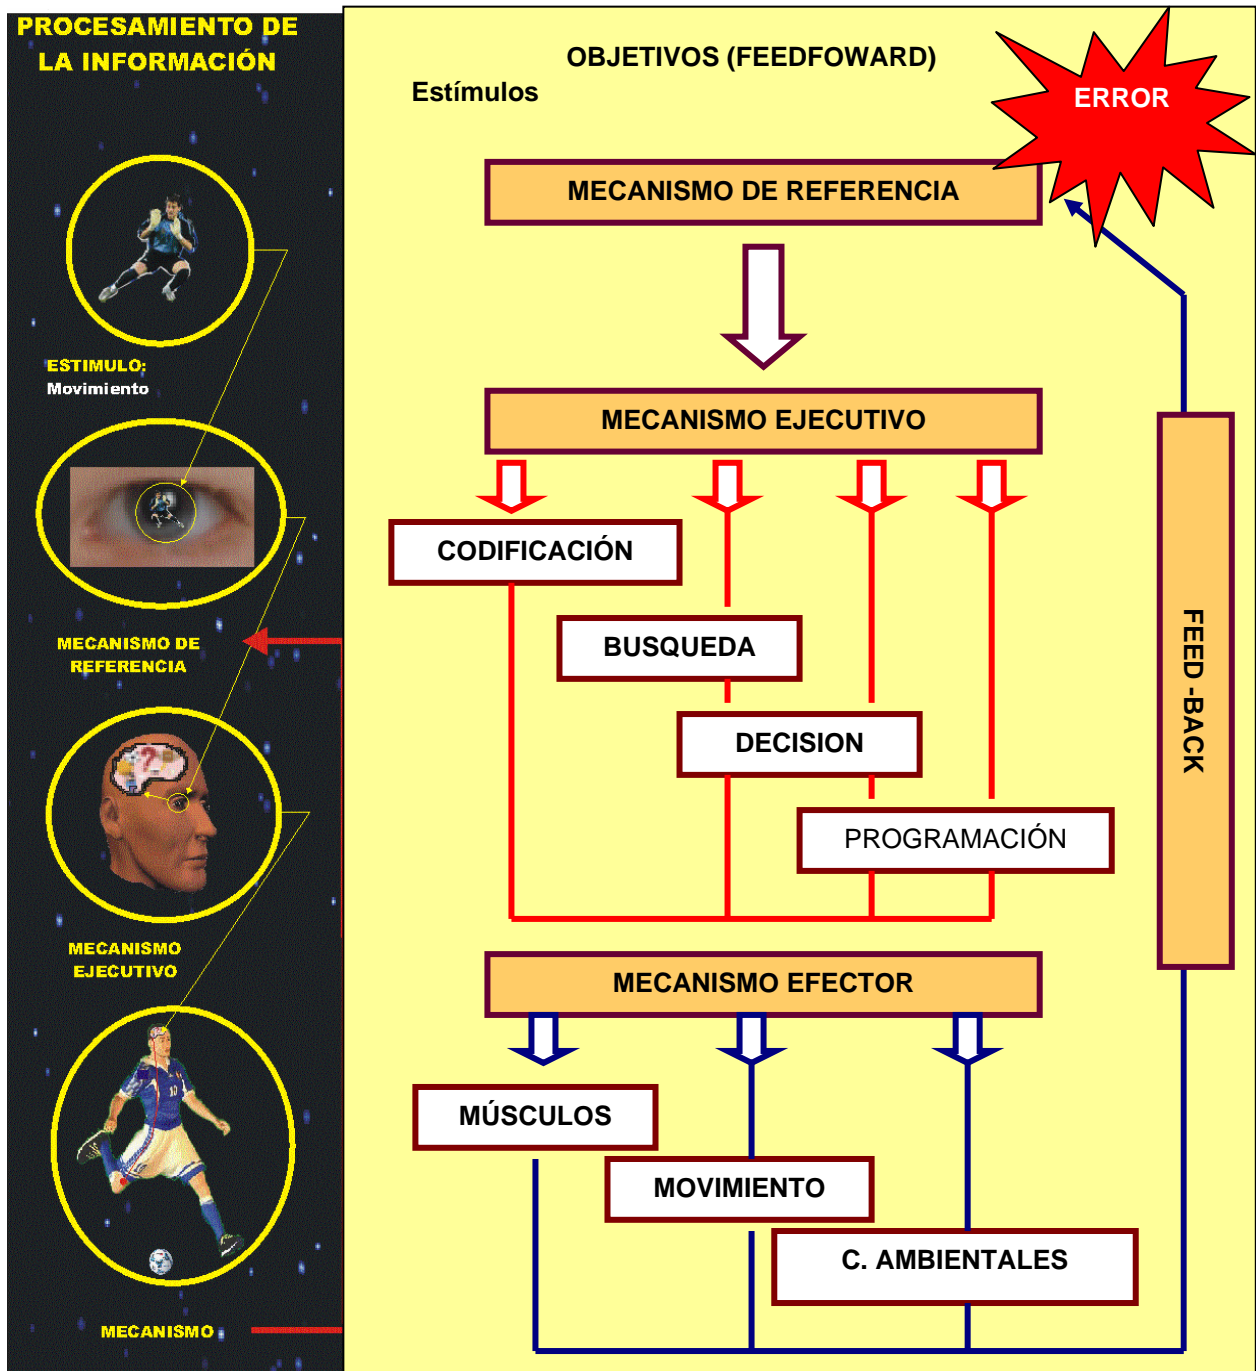 PROCESAMIENTO DE
LA INFORMACIÓN
ESTIMULO:
Movimiento
MECANISMO DE
REFERENCIA
MECANISMO
EJECUTIVO
MECANISMO
OBJETIVOS (FEEDFOWARD)
Estímulos
ERROR
MECANISMO DE REFERENCIA
MECANISMO EJECUTIVO
CODIFICACIÓN
BUSQUEDA
DECISION
PROGRAMACIÓN
MECANISMO EFECTOR
MÚSCULOS
MOVIMIENTO
C. AMBIENTALES
FEED -BACK